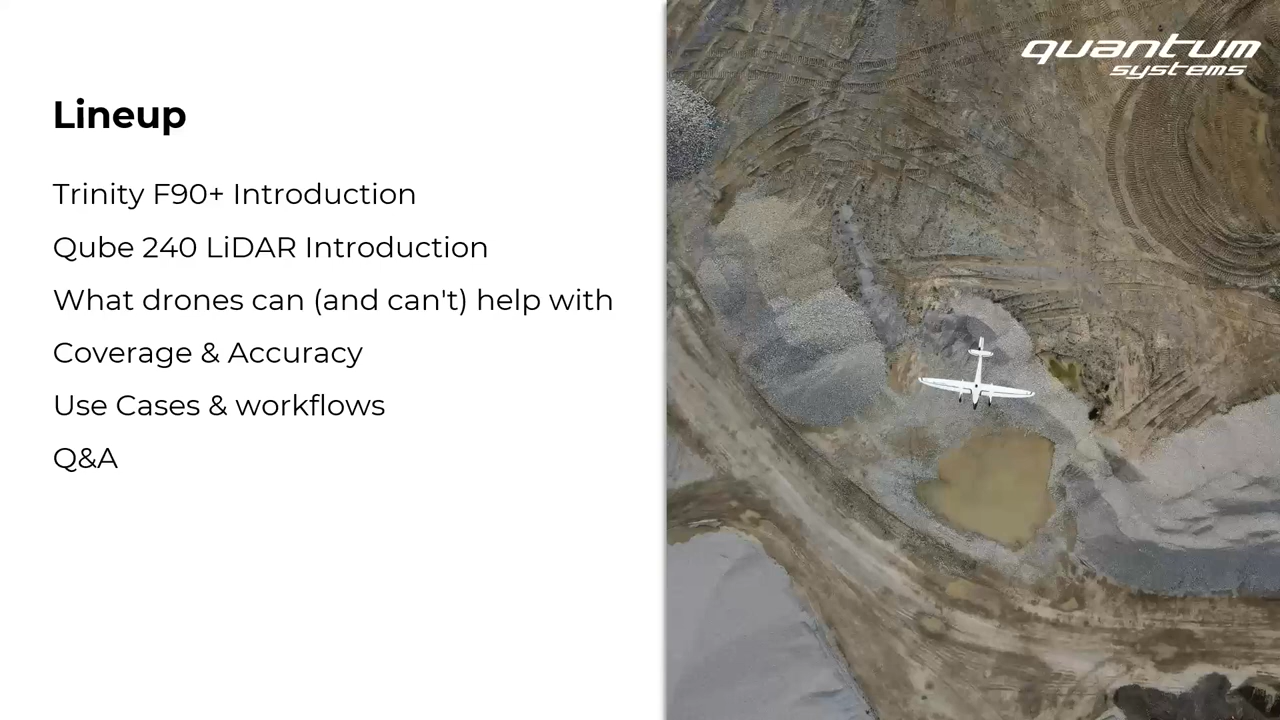 Lineup
Trinity F90+ Introduction
Qube 240 LiDAR Introduction
What drones can (and can't) help with
Coverage & Accuracy
Use Cases & workflows
Q&A
quantum
systems